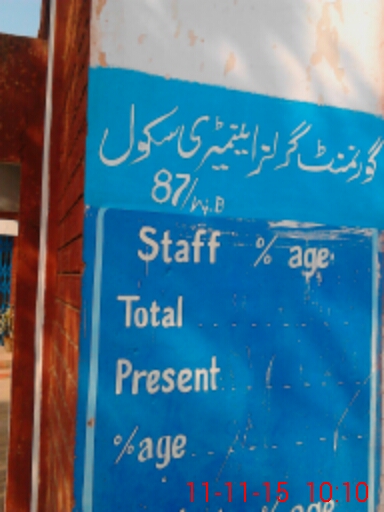 گورنمنٹ گرلز ایلیمنٹری سکول
87/W.B
Staff % age
Total
Present
% age
11-11-15 10:10